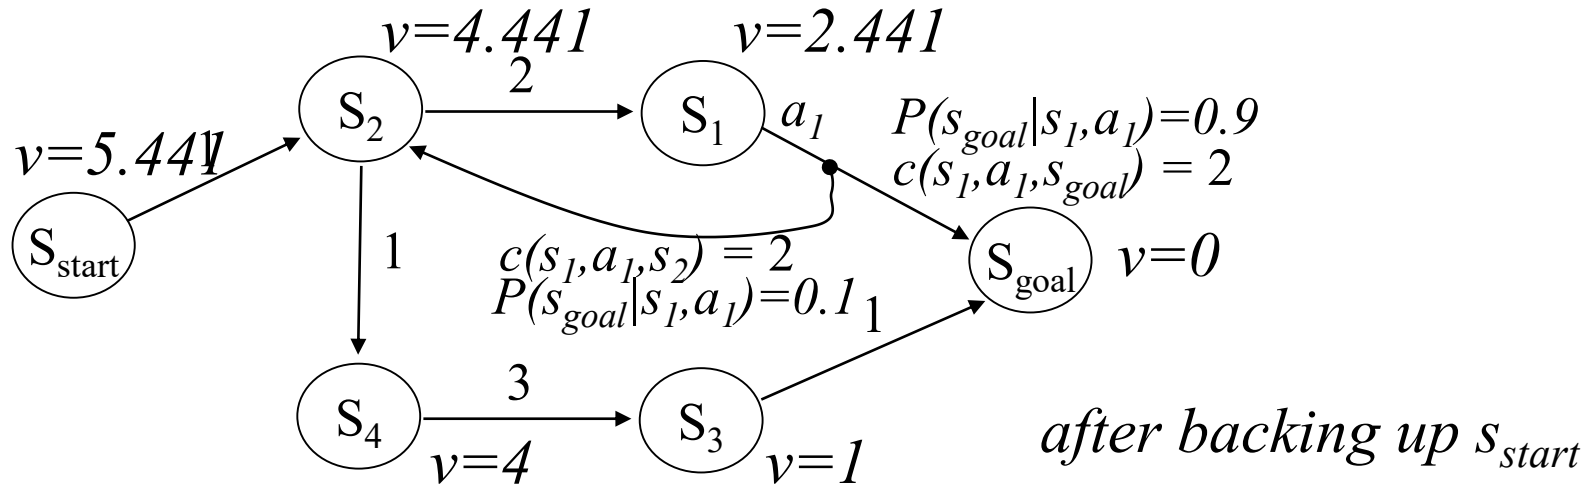 v=4.441
v=2.441
2
S2
S1
a1
P(sgoal|s1,a1)=0.9
c(s1,a1,sgoal) = 2
v=5.441
1
Sstart
1
c(s1,a1,s2) = 2
P(sgoal|s1,a1)=0.1
Sgoal
v=0
1
3
S4
S3
v=4
v=1
after backing up sstart